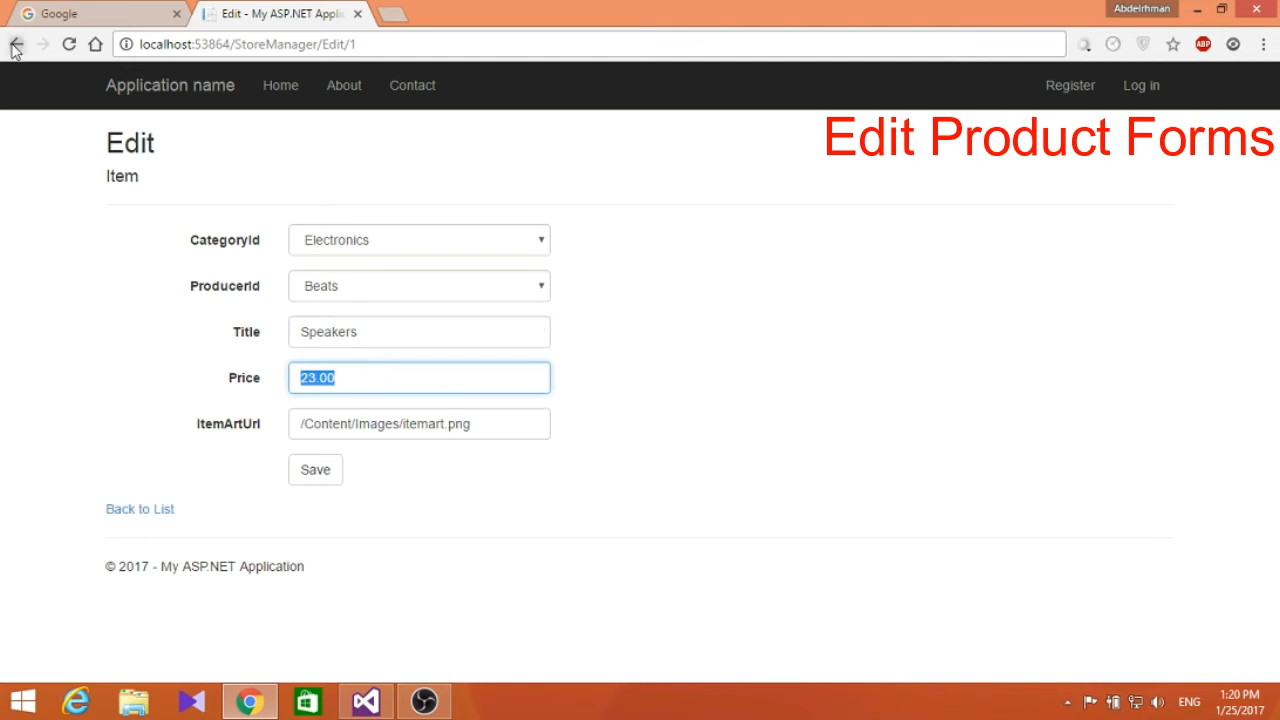 Google
Edit - My ASP.NET Applic
Abdelrhman
localhost:53864/StoreManager/Edit/1
ABP
Application name
Home
About
Contact
Register
Log in
Edit Product Forms
Edit
Item
CategoryId
Electronics
ProducerId
Beats
Title
Speakers
Price
23.00
ItemArtUrl
/Content/Images/itemart.png
Save
Back to List
© 2017 - My ASP.NET Application
ENG
1:20 PM
1/25/2017